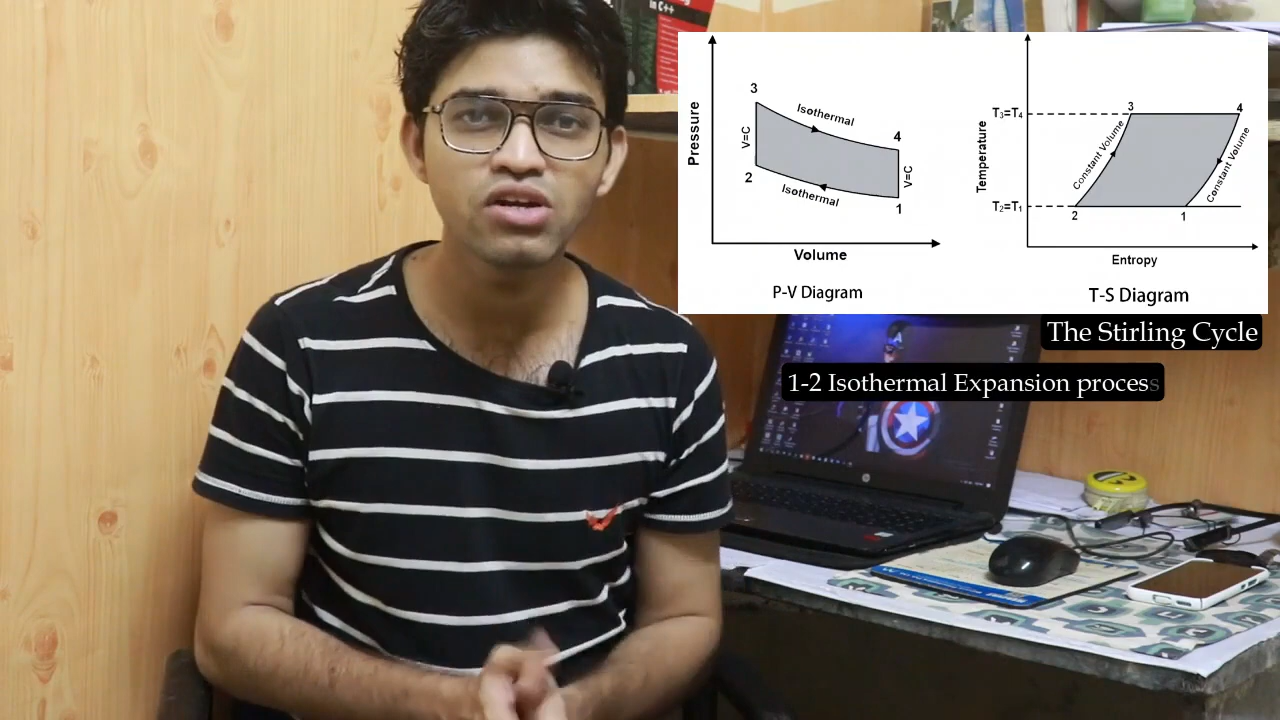 in C++
Pressure
3
Isothermal
4
V=C
V=C
2
Isothermal
1
Volume
P-V Diagram
Temperature
T₃=T₄
3
4
Constant Volume
Constant Volume
T₂=T₁
2
1
Entropy
T-S Diagram
The Stirling Cycle
1-2 Isothermal Expansion process